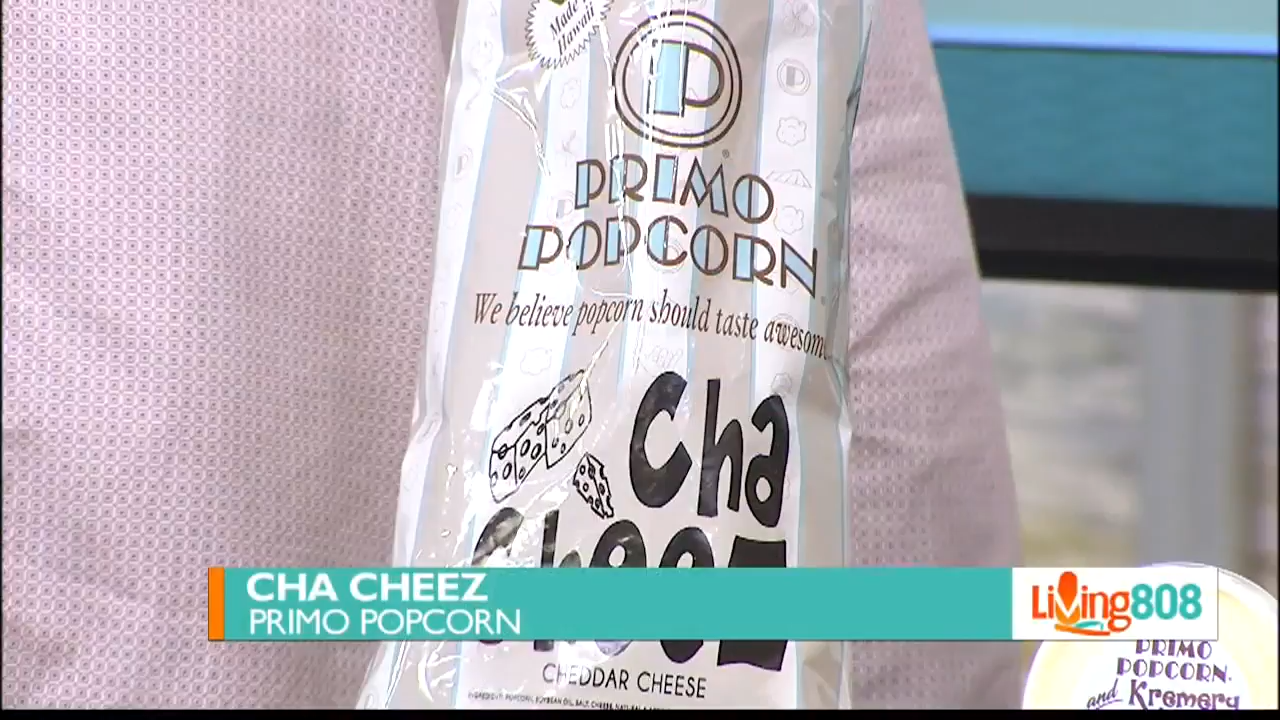 Made
Hawaii
P
PRIMO
POPCORN
We believe popcorn should taste awesome
Cha
Cheez
CHEDDAR CHEESE
CHA CHEEZ
PRIMO POPCORN
Living808
PRIMO
POPCORN
and Kremery